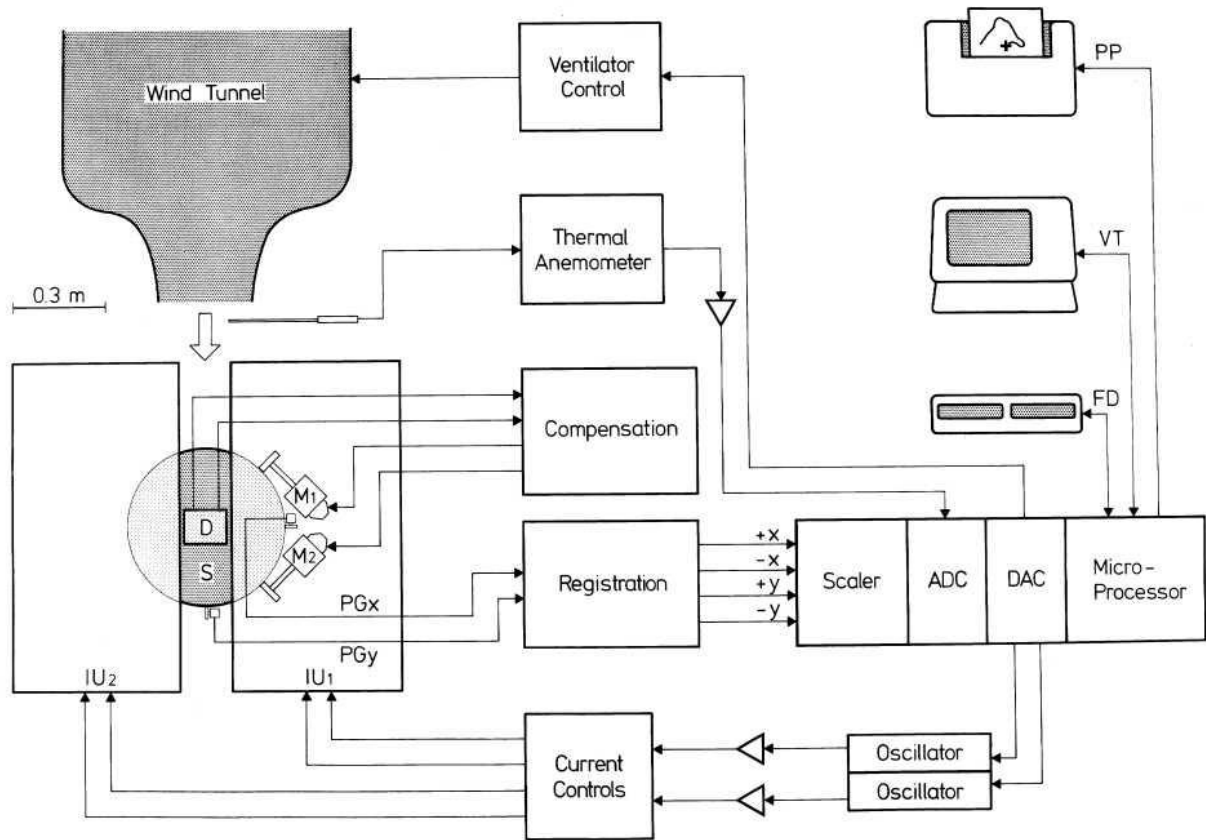 Wind Tunnel
Ventilator
Control
PP
Thermal
Anemometer
VT
0.3 m
FD
Compensation
M1
D
M2
S
+x
-x
+y
-y
Registration
Scaler
ADC
DAC
Micro-
Processor
PGx
PGy
IU2
IU1
Current
Controls
Oscillator
Oscillator